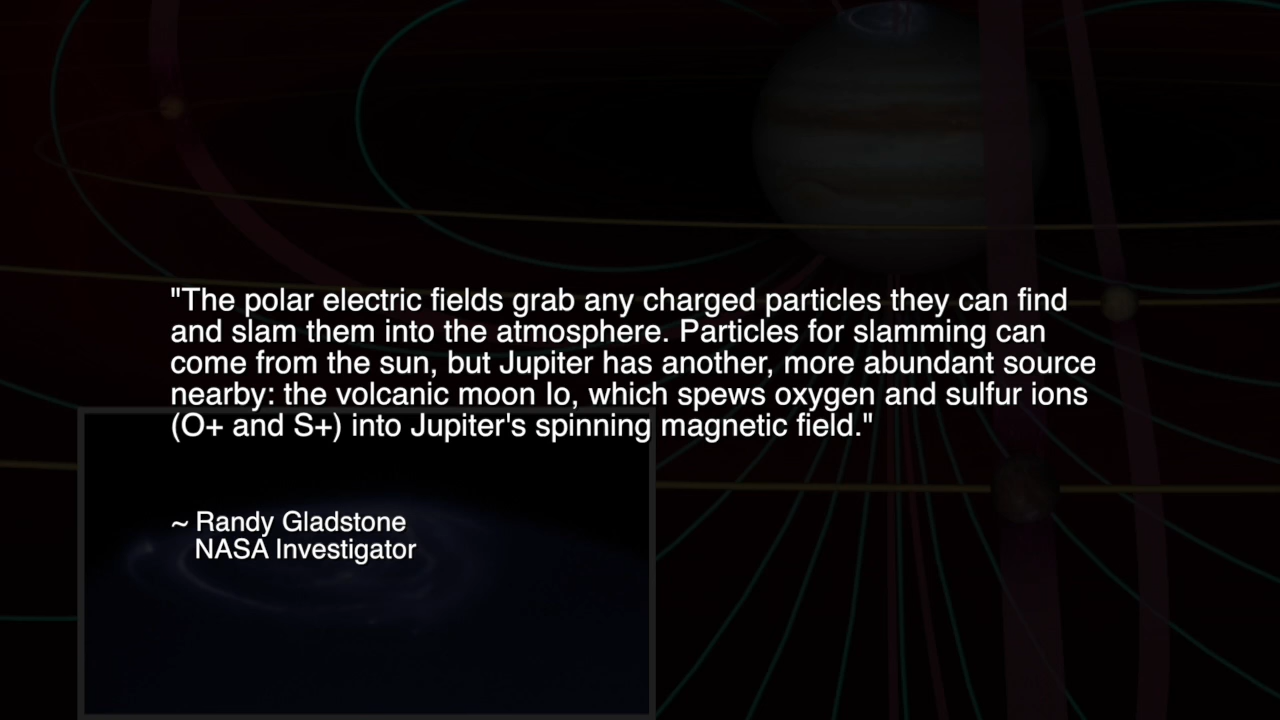 "The polar electric fields grab any charged particles they can find
and slam them into the atmosphere. Particles for slamming can
come from the sun, but Jupiter has another, more abundant source
nearby: the volcanic moon Io, which spews oxygen and sulfur ions
(O+ and S+) into Jupiter's spinning magnetic field."
~ Randy Gladstone
NASA Investigator